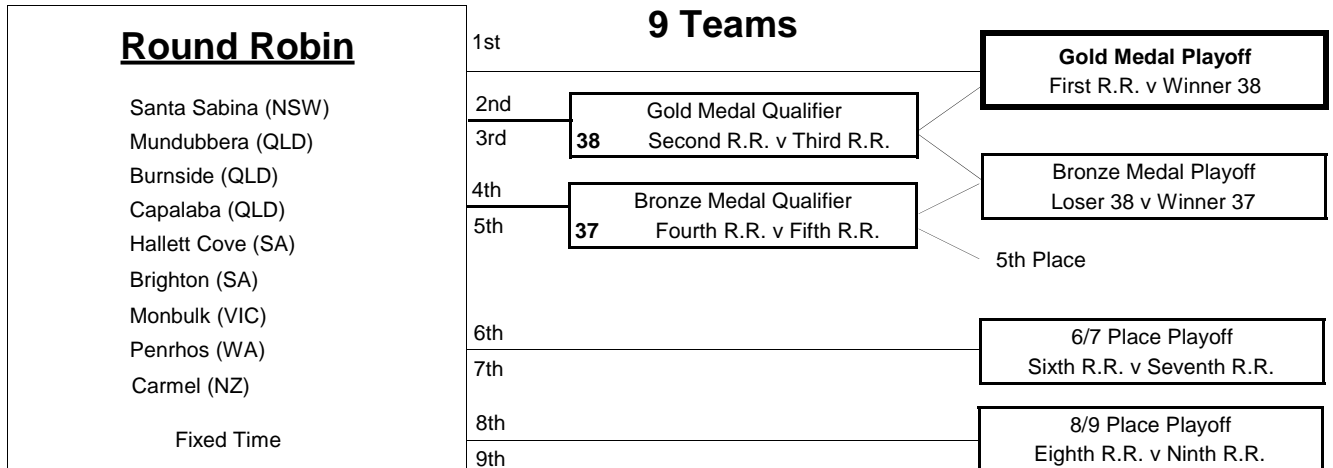 9 Teams
Round Robin
Santa Sabina (NSW)
Mundubbera (QLD)
Burnside (QLD)
Capalaba (QLD)
Hallett Cove (SA)
Brighton (SA)
Monbulk (VIC)
Penrhos (WA)
Carmel (NZ)
Fixed Time
1st
2nd
3rd
4th
5th
6th
7th
8th
9th
Gold Medal Qualifier
38 Second R.R. v Third R.R.
Bronze Medal Qualifier
37 Fourth R.R. v Fifth R.R.
Gold Medal Playoff
First R.R. v Winner 38
Bronze Medal Playoff
Loser 38 v Winner 37
5th Place
6/7 Place Playoff
Sixth R.R. v Seventh R.R.
8/9 Place Playoff
Eighth R.R. v Ninth R.R.